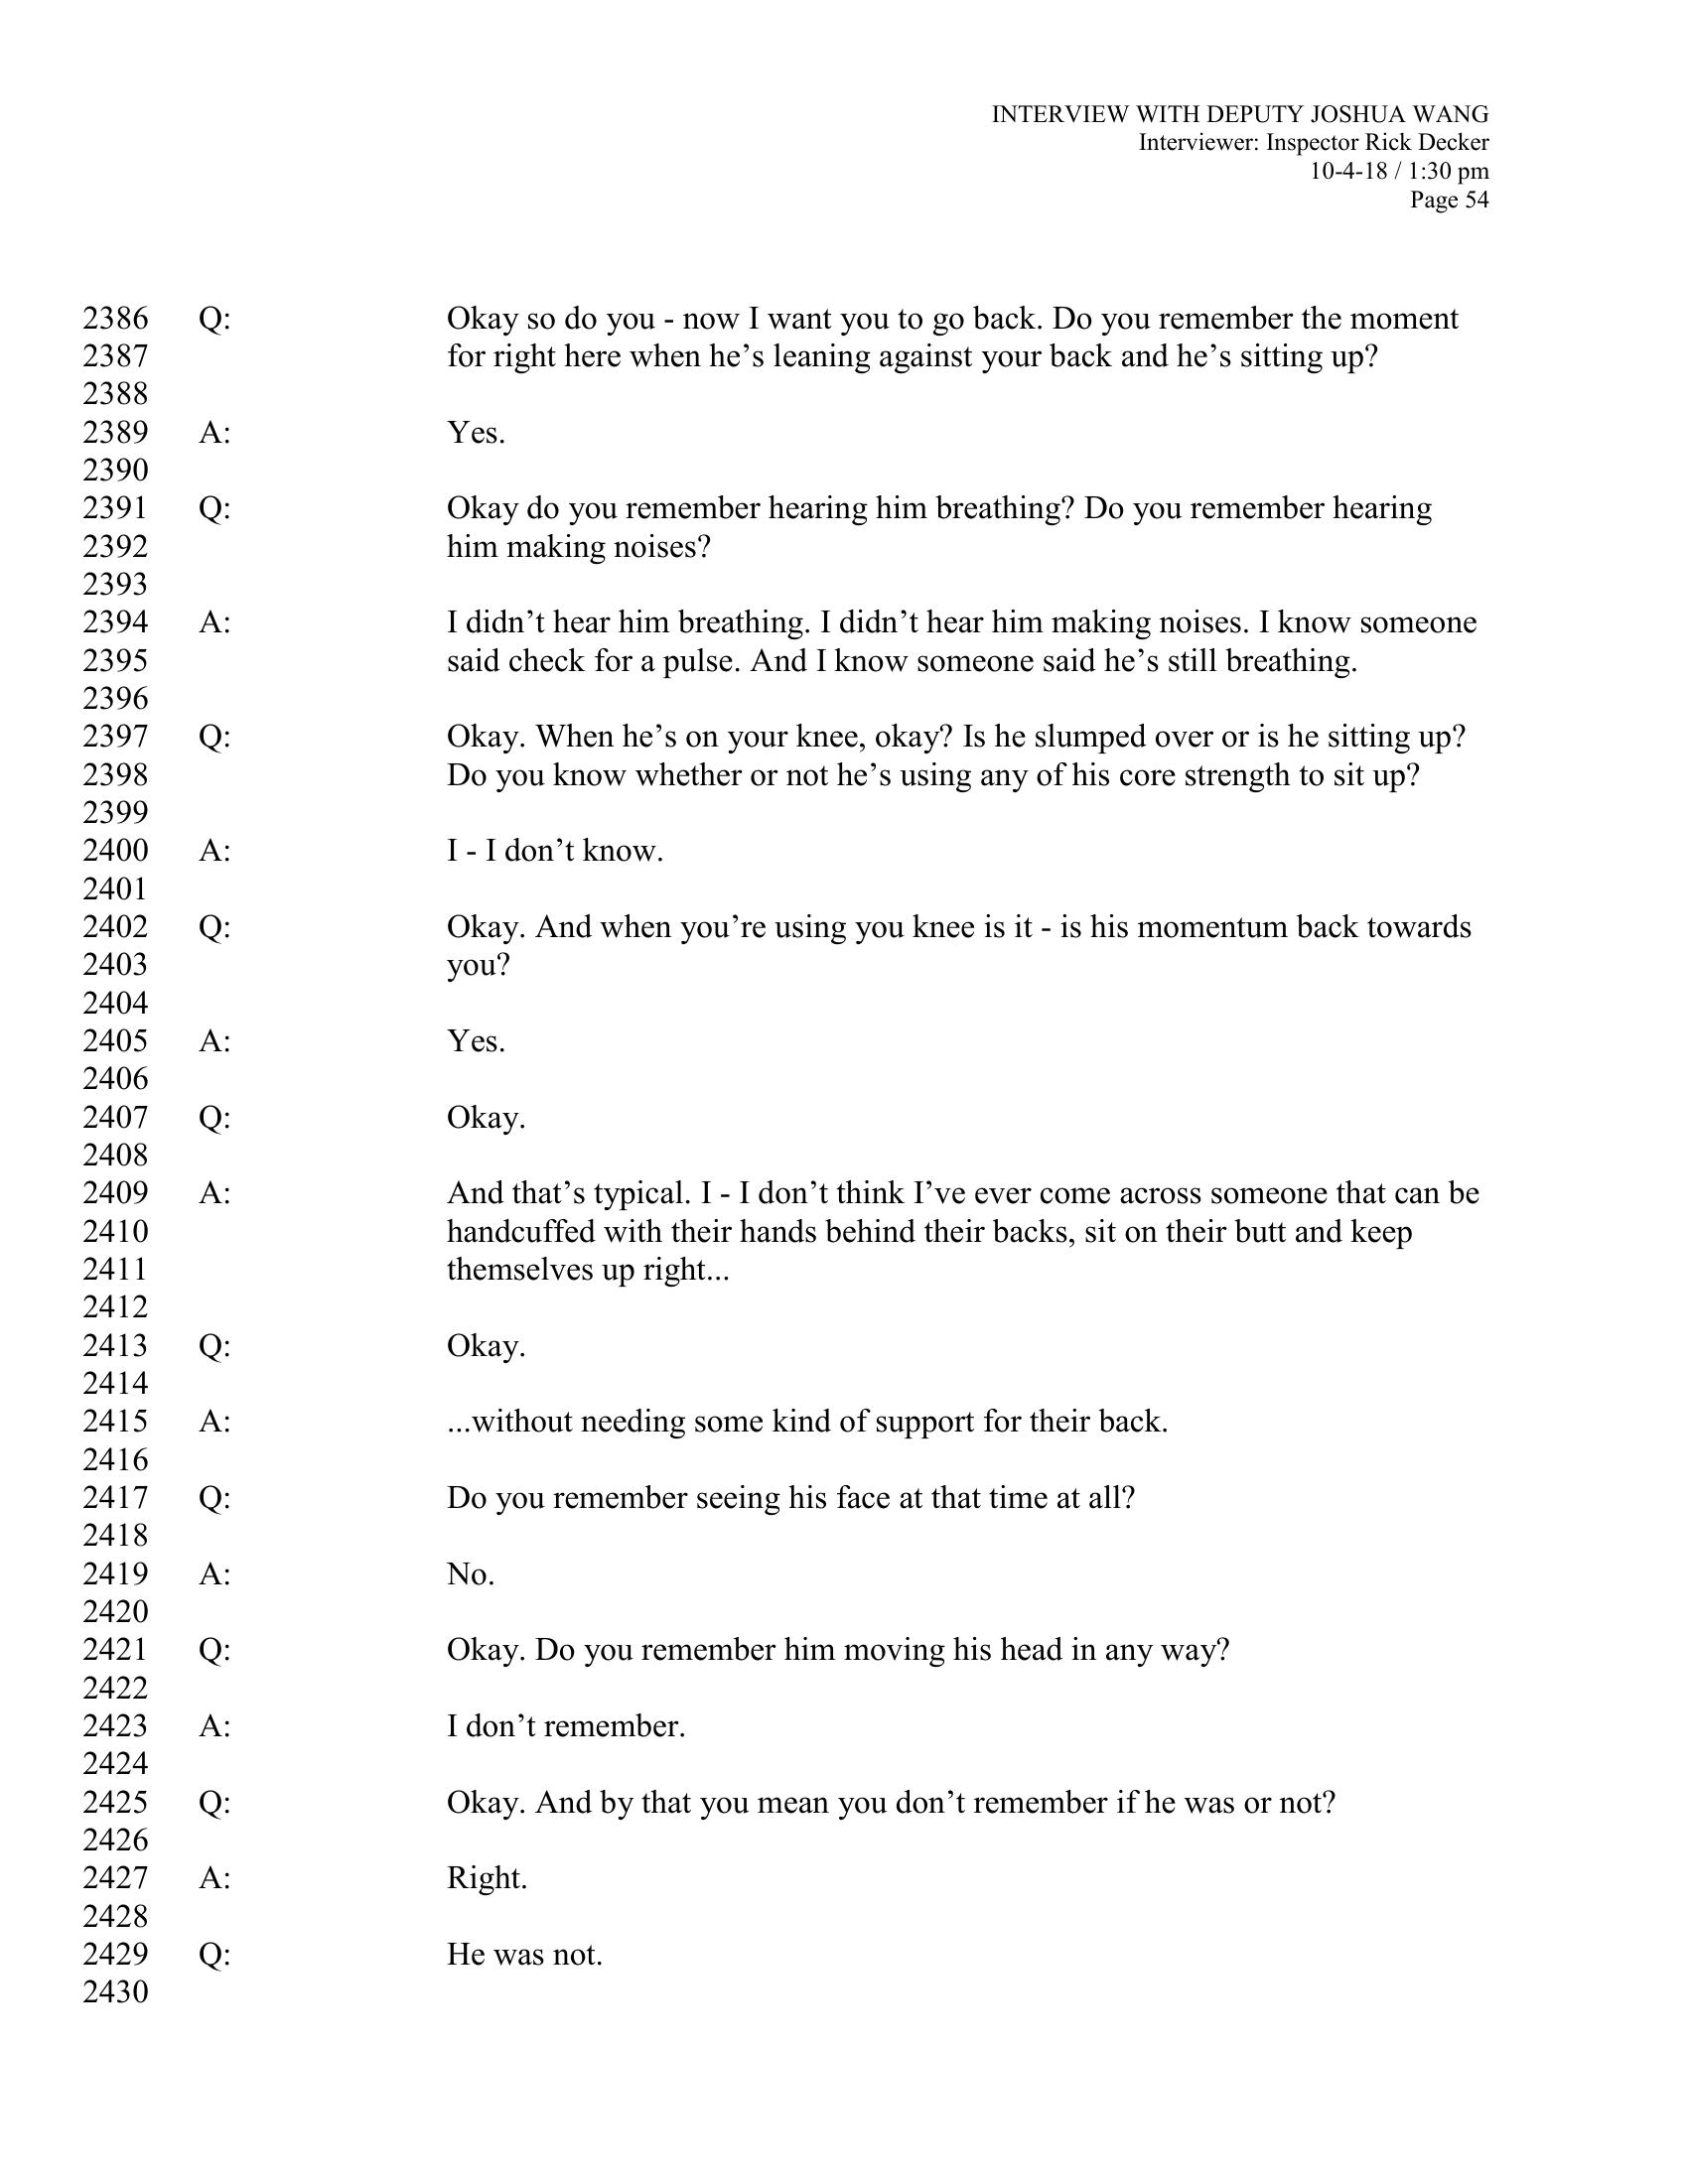 INTERVIEW WITH DEPUTY JOSHUA WANG
Interviewer: Inspector Rick Decker
10-4-18 / 1:30 pm
Page 54
2386 Q: Okay so do you - now I want you to go back. Do you remember the moment
2387 for right here when he’s leaning against your back and he’s sitting up?
2388
2389 A: Yes.
2390
2391 Q: Okay do you remember hearing him breathing? Do you remember hearing
2392 him making noises?
2393
2394 A: I didn’t hear him breathing. I didn’t hear him making noises. I know someone
2395 said check for a pulse. And I know someone said he’s still breathing.
2396
2397 Q: Okay. When he’s on your knee, okay? Is he slumped over or is he sitting up?
2398 Do you know whether or not he’s using any of his core strength to sit up?
2399
2400 A: I - I don’t know.
2401
2402 Q: Okay. And when you’re using you knee is it - is his momentum back towards
2403 you?
2404
2405 A: Yes.
2406
2407 Q: Okay.
2408
2409 A: And that’s typical. I - I don’t think I’ve ever come across someone that can be
2410 handcuffed with their hands behind their backs, sit on their butt and keep
2411 themselves up right...
2412
2413 Q: Okay.
2414
2415 A: ...without needing some kind of support for their back.
2416
2417 Q: Do you remember seeing his face at that time at all?
2418
2419 A: No.
2420
2421 Q: Okay. Do you remember him moving his head in any way?
2422
2423 A: I don’t remember.
2424
2425 Q: Okay. And by that you mean you don’t remember if he was or not?
2426
2427 A: Right.
2428
2429 Q: He was not.
2430